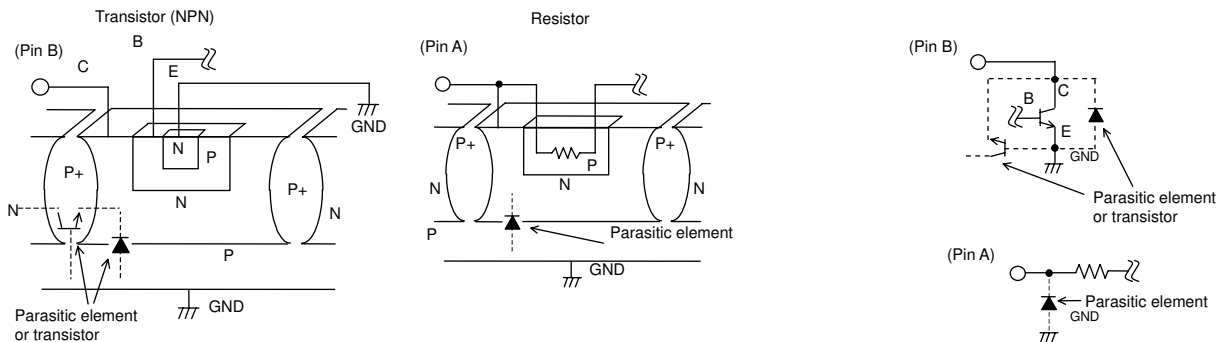 Transistor (NPN)
(Pin B)
C
B
E
GND
N
P
P+
P+
N
N
N
P
GND
Parasitic element
or transistor
Resistor
(Pin A)
P+
P+
P
N
N
N
P
Parasitic element
GND
(Pin B)
C
B
E
GND
Parasitic element
or transistor
(Pin A)
Parasitic element
GND